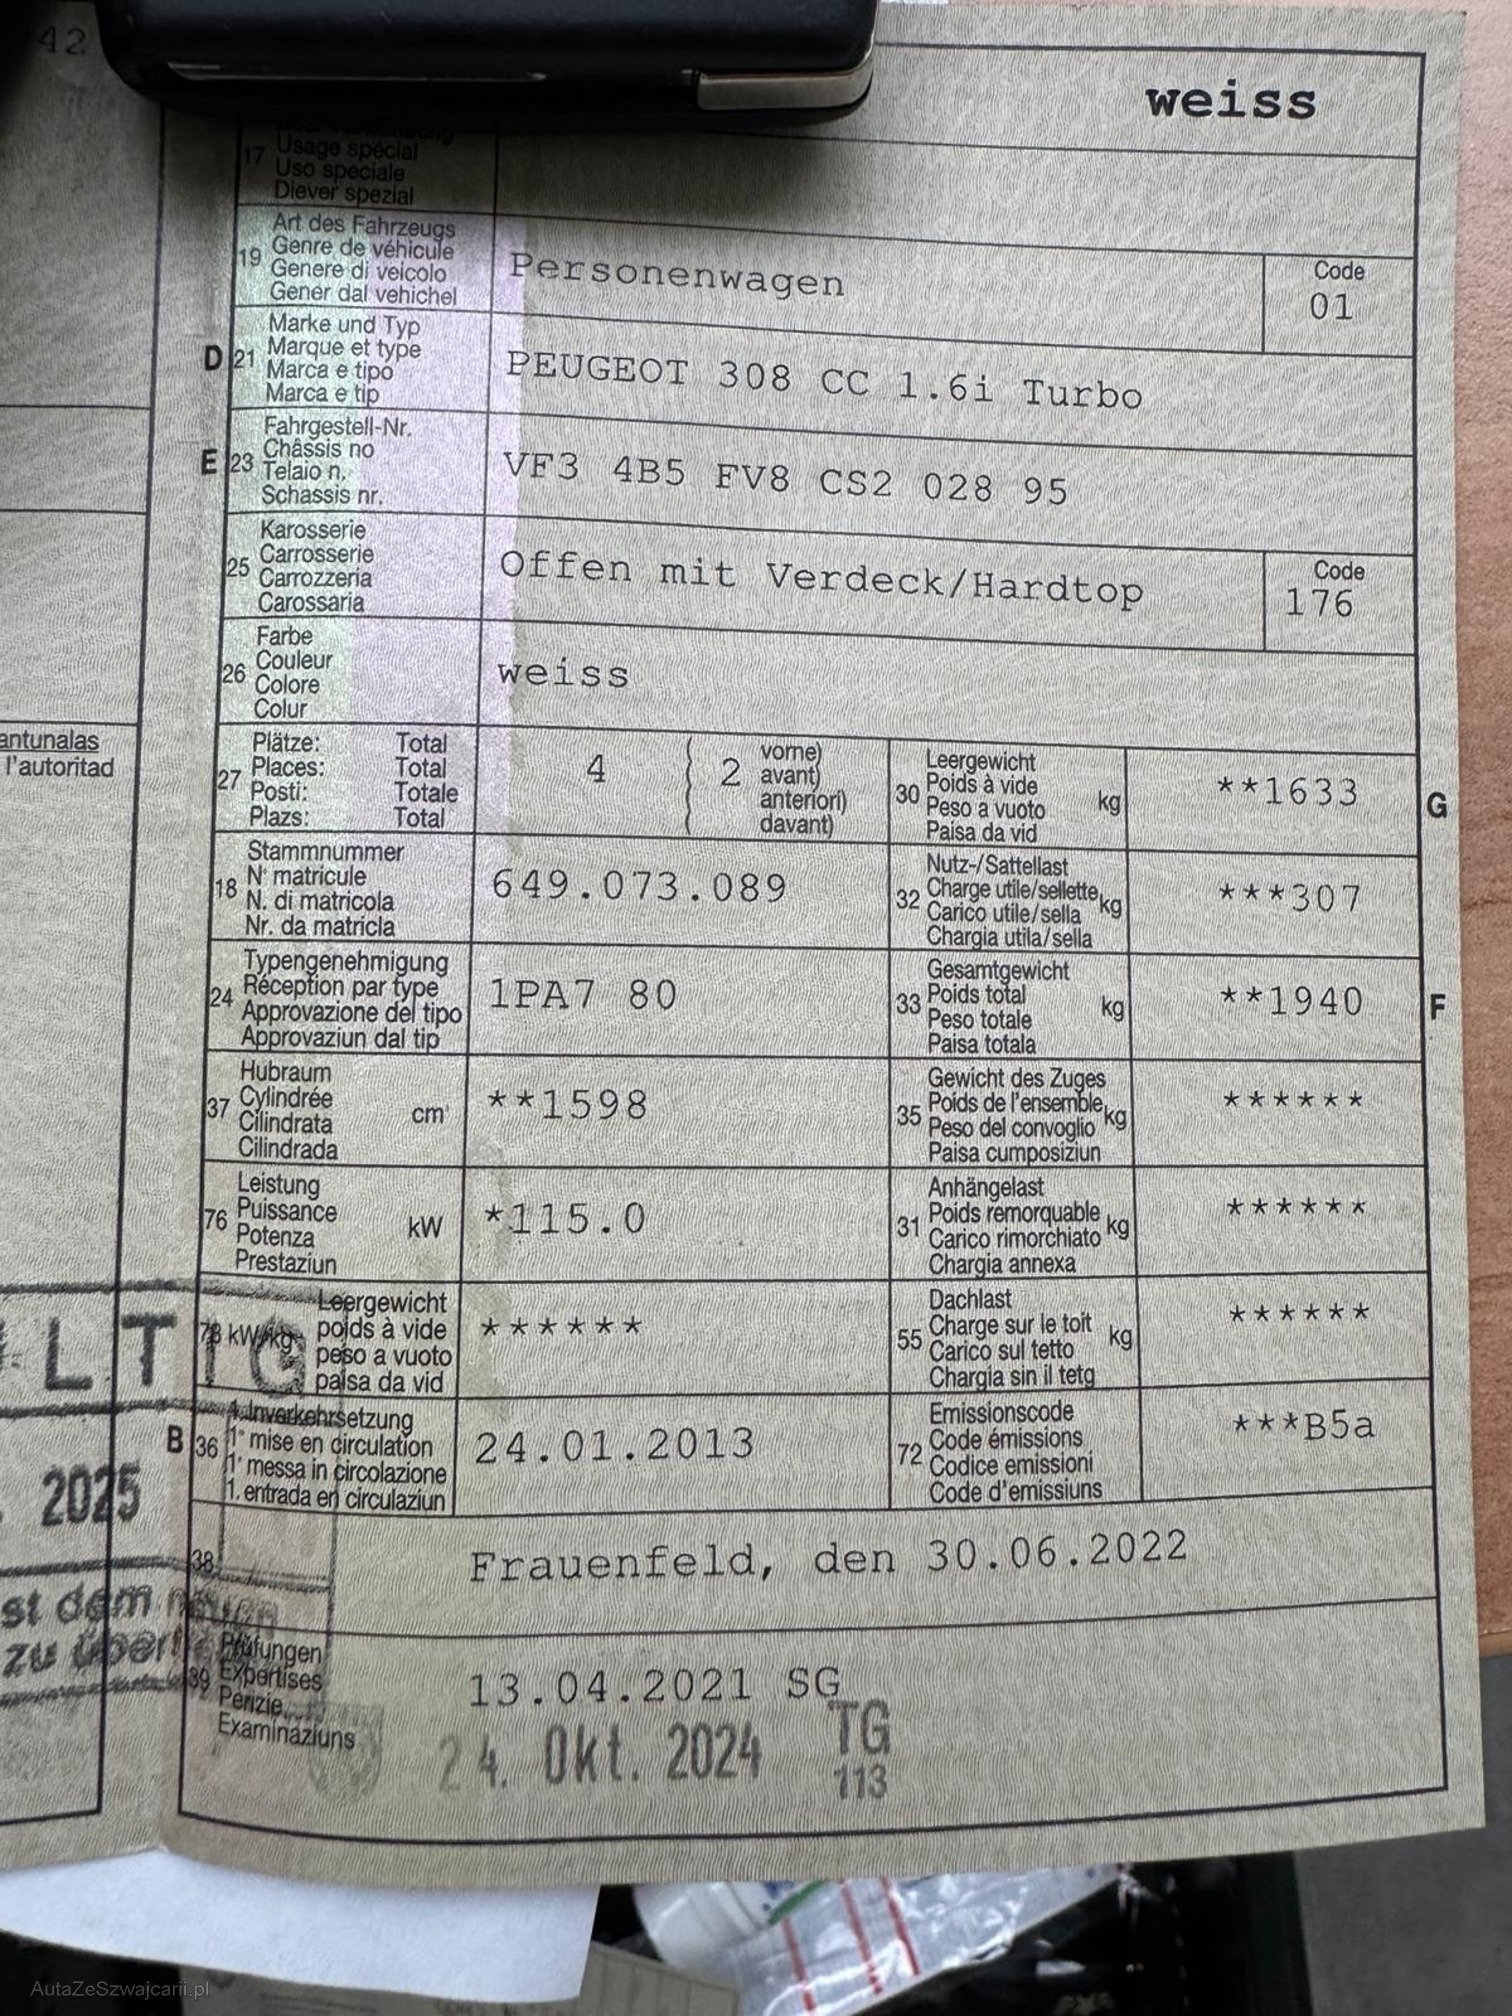 42
weiss
17
Usage spécial
Uso speciale
Diever spezial
19
Art des Fahrzeugs
Genre de véhicule
Genere di veicolo
Gener dal vehichel
Personenwagen
Code
01
D 21
Marke und Typ
Marque et type
Marca e tipo
Marca e tip
PEUGEOT 308 CC 1.6i Turbo
E 23
Fahrgestell-Nr.
Châssis no
Telaio n.
Schassis nr.
VF3 4B5 FV8 CS2 028 95
25
Karosserie
Carrosserie
Carrozzeria
Carossaria
Offen mit Verdeck/Hardtop
Code
176
26
Farbe
Couleur
Colore
Colur
weiss
antunalas
l'autoritad
27
Plätze: Total
Places: Total
Posti: Totale
Plazs: Total
4
2
vorne)
avant)
anteriori)
davant)
30
Leergewicht
Poids à vide
Peso a vuoto kg
Paisa da vid
**1633
G
18
Stammnummer
N° matricule
N. di matricola
Nr. da matricla
649.073.089
32
Nutz-/Sattellast
Charge utile/sellette kg
Carico utile/sella
Chargia utila/sella
***307
24
Typengenehmigung
Réception par type
Approvazione del tipo
Approvaziun dal tip
1PA7 80
33
Gesamtgewicht
Poids total kg
Peso totale
Paisa totala
**1940
F
37
Hubraum
Cylindrée
Cilindrata cm³
Cilindrada
**1598
35
Gewicht des Zuges
Poids de l'ensemble kg
Peso del convoglio
Paisa cumposiziun
******
76
Leistung
Puissance
Potenza kW
Prestaziun
*115.0
31
Anhängelast
Poids remorquable kg
Carico rimorchiato
Chargia annexa
******
78 kW/kg
Leergewicht
poids à vide
peso a vuoto
paisa da vid
******
55
Dachlast
Charge sur le toit kg
Carico sul tetto
Chargia sin il tetg
******
LTIG
B 36
1. Inverkehrsetzung
1° mise en circulation
1° messa in circolazione
1. entrada en circulaziun
24.01.2013
72
Emissionscode
Code émissions
Codice emissioni
Code d'emissiuns
***B5a
2025
38
Frauenfeld, den 30.06.2022
st dem neuen
zu
39
Prüfungen
Expertises
Perizie
Examinaziuns
13.04.2021 SG
24. Okt. 2024 TG
113
AutaZeSzwajcarii.pl